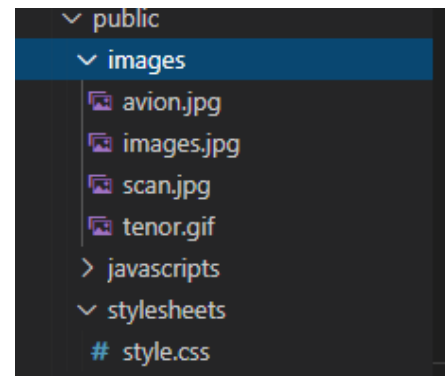 public
images
avion.jpg
images.jpg
scan.jpg
tenor.gif
javascripts
stylesheets
# style.css